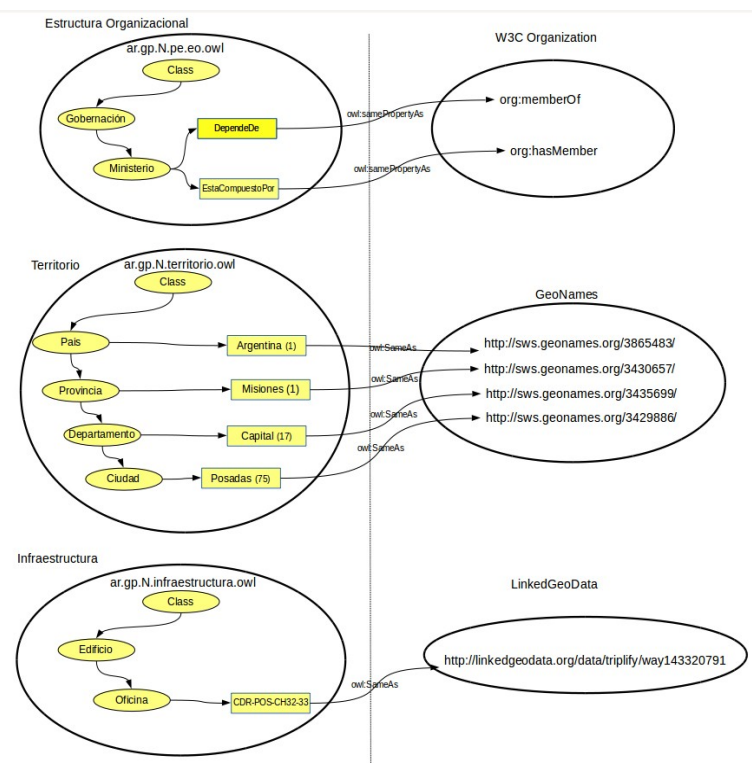 Estructura Organizacional
ar.gp.N.pe.eo.owl
Class
Gobernación
DependeDe
Ministerio
EstaCompuestoPor
owl:samePropertyAs
owl:samePropertyAs
W3C Organization
org:memberOf
org:hasMember
Territorio
ar.gp.N.territorio.owl
Class
Pais
Argentina (1)
Provincia
Misiones (1)
Departamento
Capital (17)
Ciudad
Posadas (75)
owl:SameAs
owl:SameAs
owl:SameAs
owl:SameAs
GeoNames
http://sws.geonames.org/3865483/
http://sws.geonames.org/3430657/
http://sws.geonames.org/3435699/
http://sws.geonames.org/3429886/
Infraestructura
ar.gp.N.infraestructura.owl
Class
Edificio
Oficina
CDR-POS-CH32-33
owl:SameAs
LinkedGeoData
http://linkedgeodata.org/data/triplify/way143320791